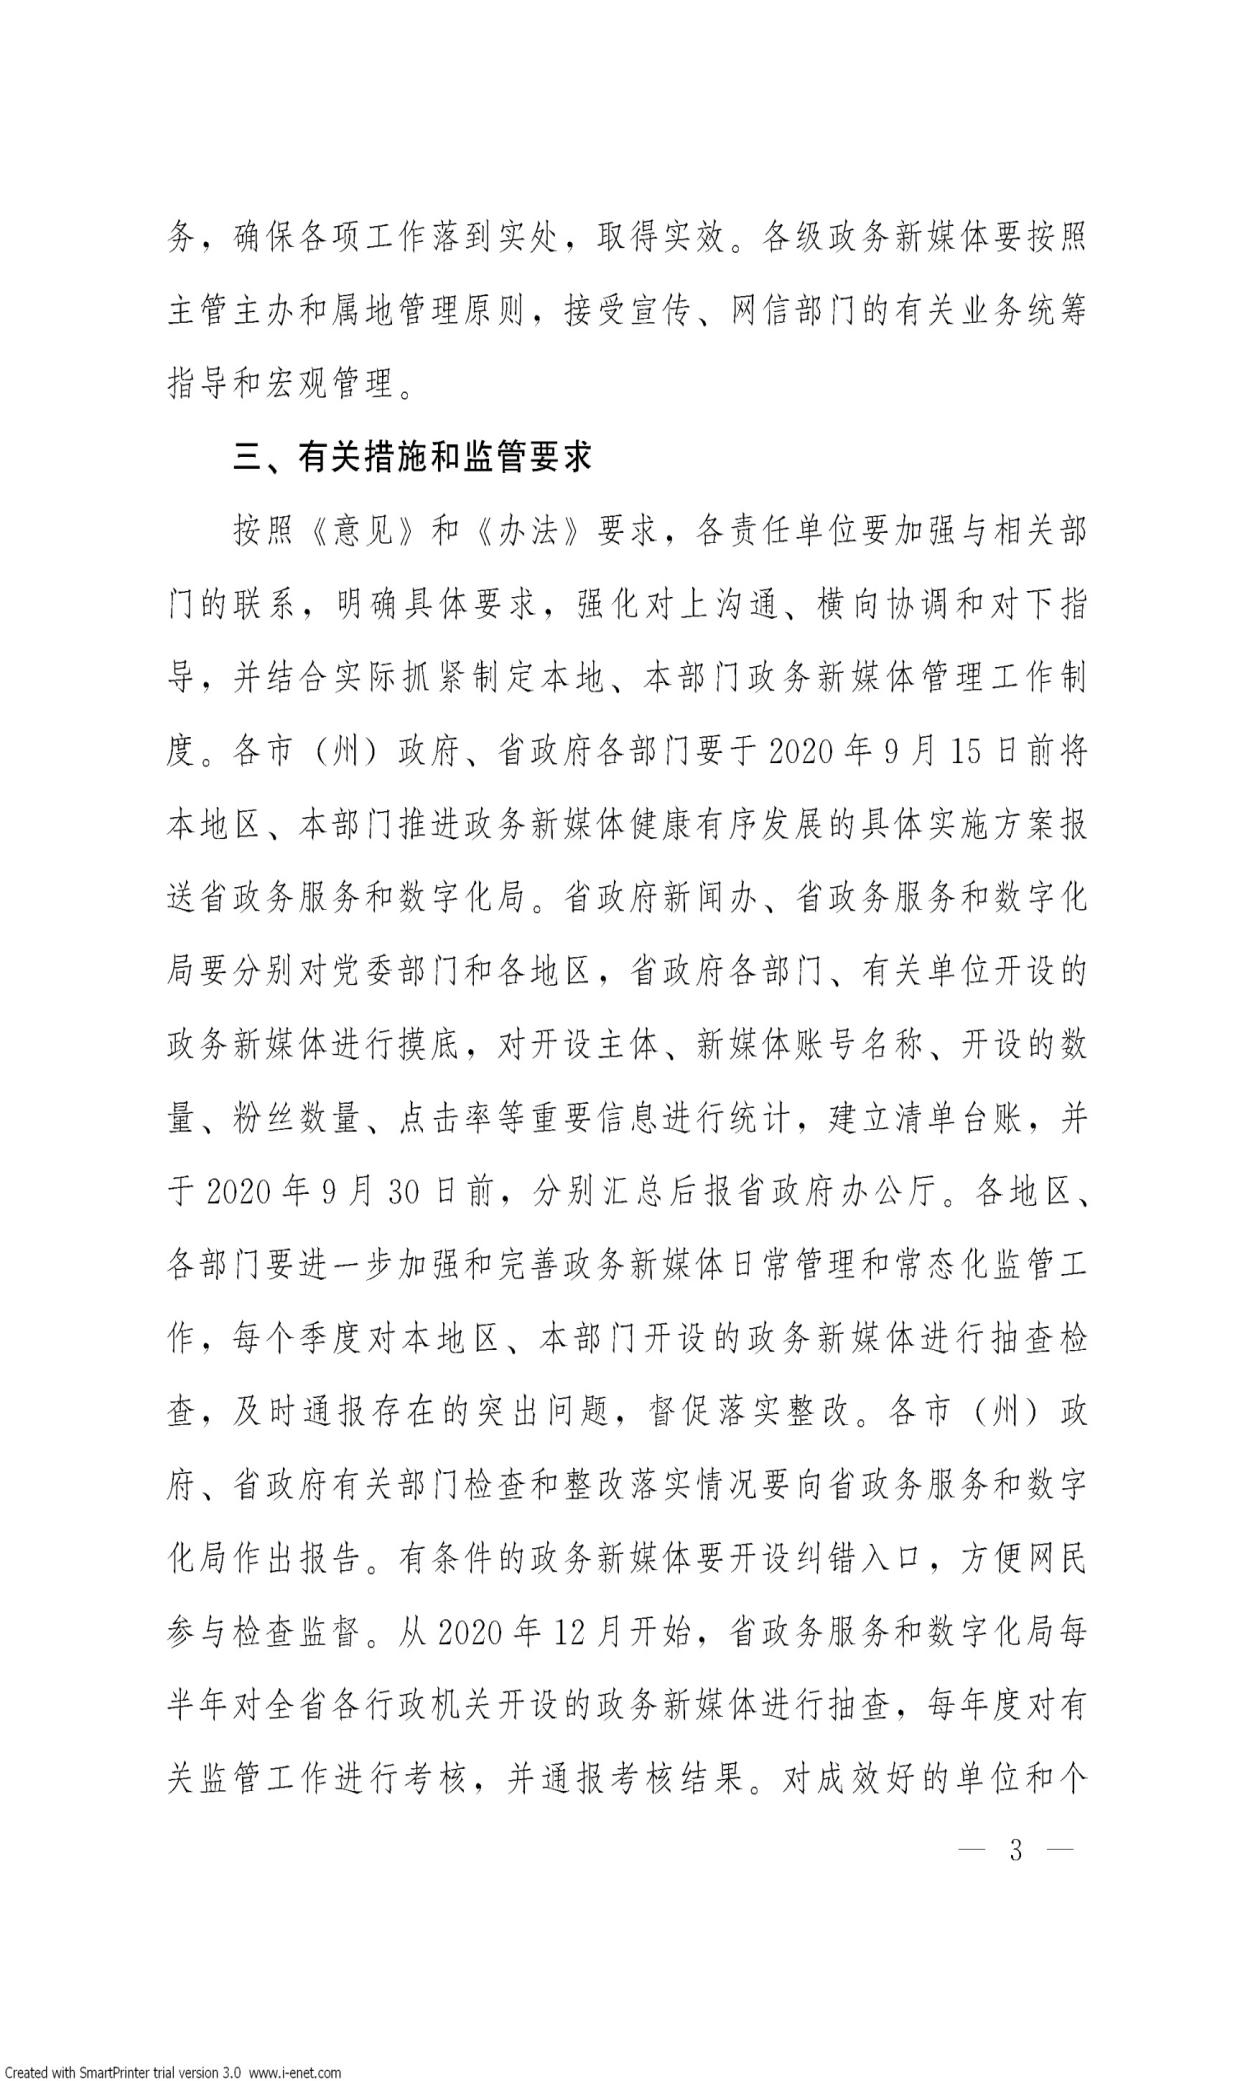 务，确保各项工作落到实处，取得实效。各级政务新媒体要按照
主管主办和属地管理原则，接受宣传、网信部门的有关业务统筹
指导和宏观管理。
三、有关措施和监管要求
按照《意见》和《办法》要求，各责任单位要加强与相关部
门的联系，明确具体要求，强化对上沟通、横向协调和对下指
导，并结合实际抓紧制定本地、本部门政务新媒体管理工作制
度。各市（州）政府、省政府各部门要于 2020 年 9 月 15 日前将
本地区、本部门推进政务新媒体健康有序发展的具体实施方案报
送省政务服务和数字化局。省政府新闻办、省政务服务和数字化
局要分别对党委部门和各地区，省政府各部门、有关单位开设的
政务新媒体进行摸底，对开设主体、新媒体账号名称、开设的数
量、粉丝数量、点击率等重要信息进行统计，建立清单台账，并
于 2020 年 9 月 30 日前，分别汇总后报省政府办公厅。各地区、
各部门要进一步加强和完善政务新媒体日常管理和常态化监管工
作，每个季度对本地区、本部门开设的政务新媒体进行抽查检
查，及时通报存在的突出问题，督促落实整改。各市（州）政
府、省政府有关部门检查和整改落实情况要向省政务服务和数字
化局作出报告。有条件的政务新媒体要开设纠错入口，方便网民
参与检查监督。从 2020 年 12 月开始，省政务服务和数字化局每
半年对全省各行政机关开设的政务新媒体进行抽查，每年度对有
关监管工作进行考核，并通报考核结果。对成效好的单位和个
— 3 —
Created with SmartPrinter trial version 3.0 www.i-enet.com